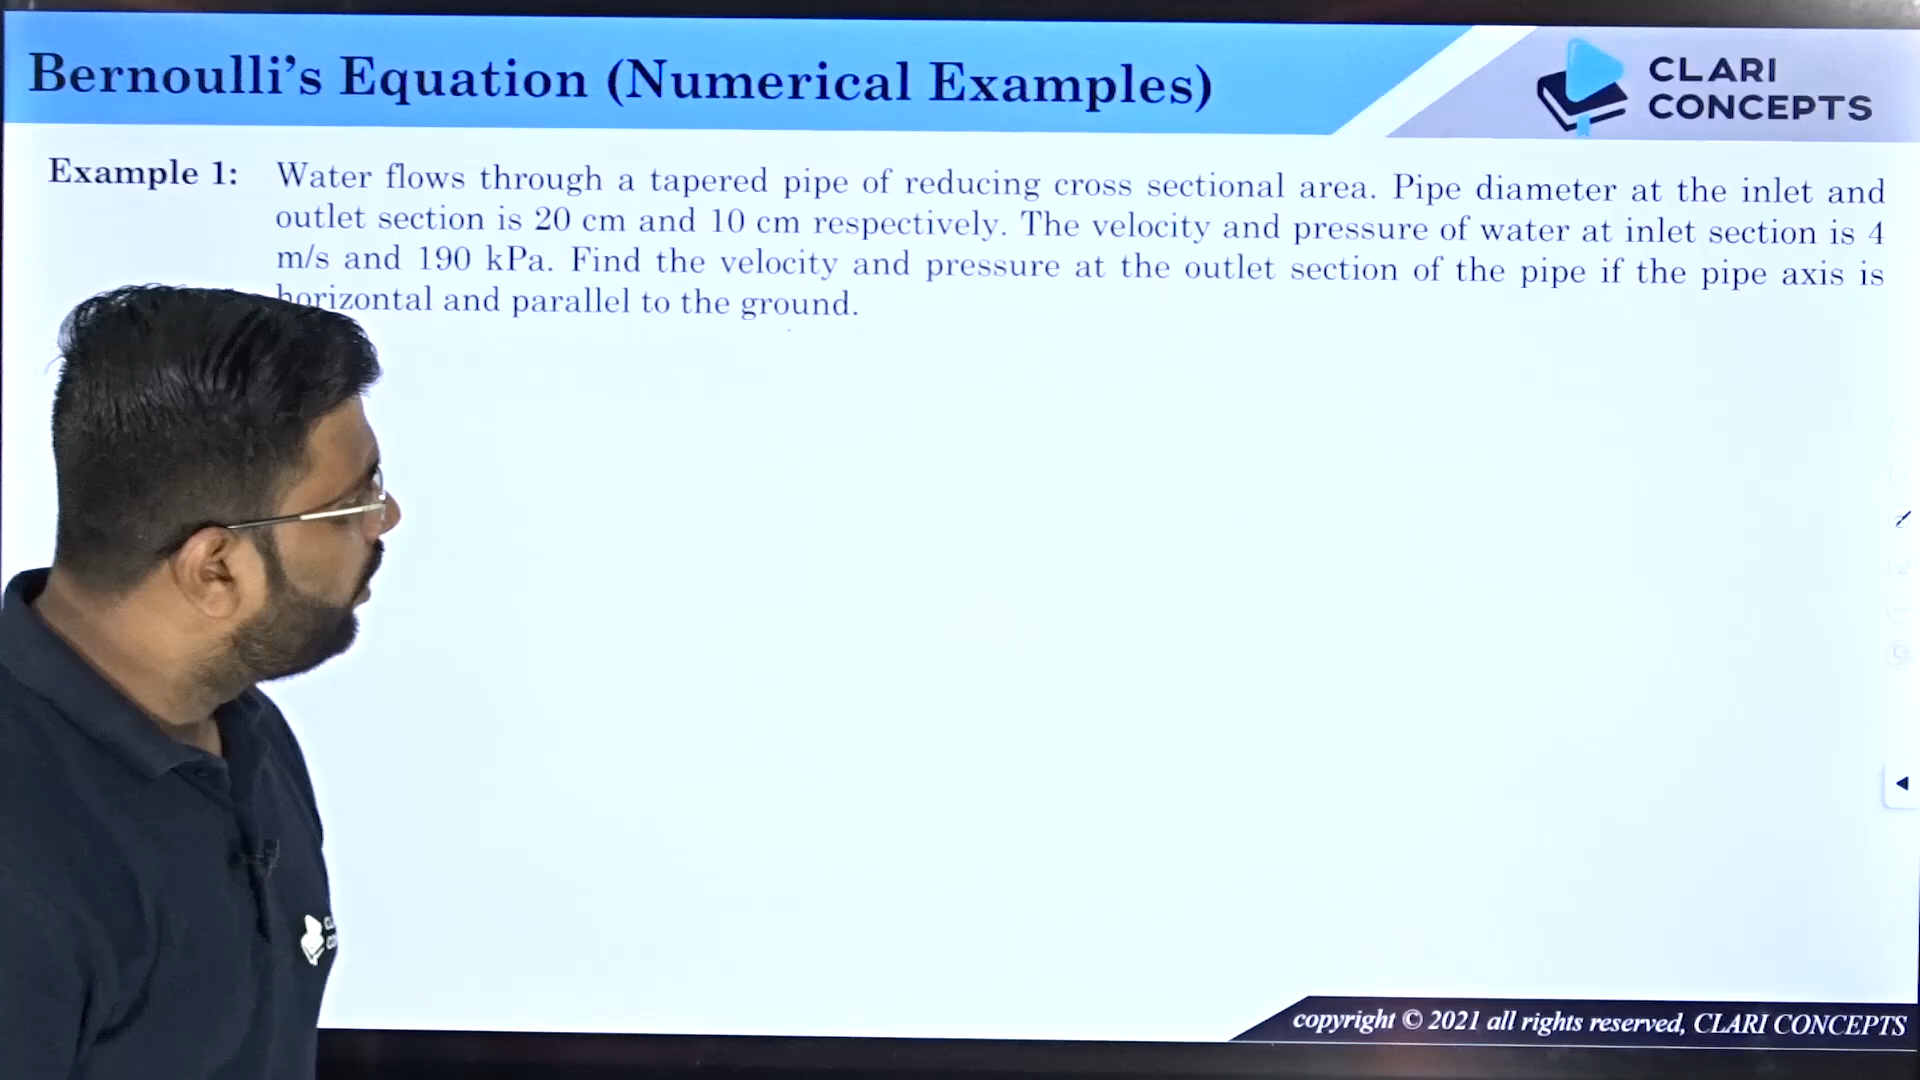 Bernoulli's Equation (Numerical Examples)
CLARI
CONCEPTS
Example 1: Water flows through a tapered pipe of reducing cross sectional area. Pipe diameter at the inlet and
outlet section is 20 cm and 10 cm respectively. The velocity and pressure of water at inlet section is 4
m/s and 190 kPa. Find the velocity and pressure at the outlet section of the pipe if the pipe axis is
horizontal and parallel to the ground.
copyright © 2021 all rights reserved, CLARI CONCEPTS